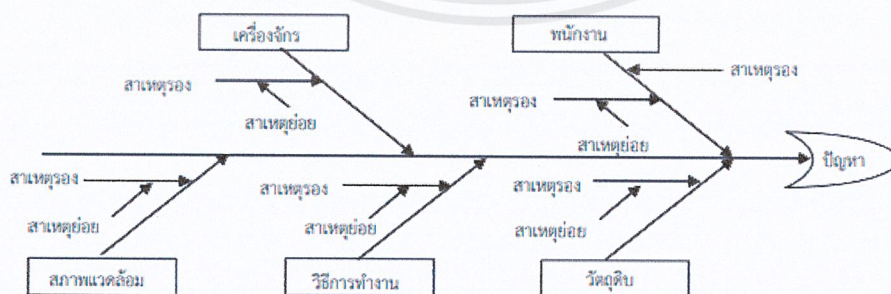 เครื่องจักร
พนักงาน
สาเหตุรอง
สาเหตุรอง
สาเหตุรอง
สาเหตุย่อย
สาเหตุย่อย
ปัญหา
สาเหตุรอง
สาเหตุรอง
สาเหตุรอง
สาเหตุย่อย
สาเหตุย่อย
สาเหตุย่อย
สภาพแวดล้อม
วิธีการทำงาน
วัตถุดิบ